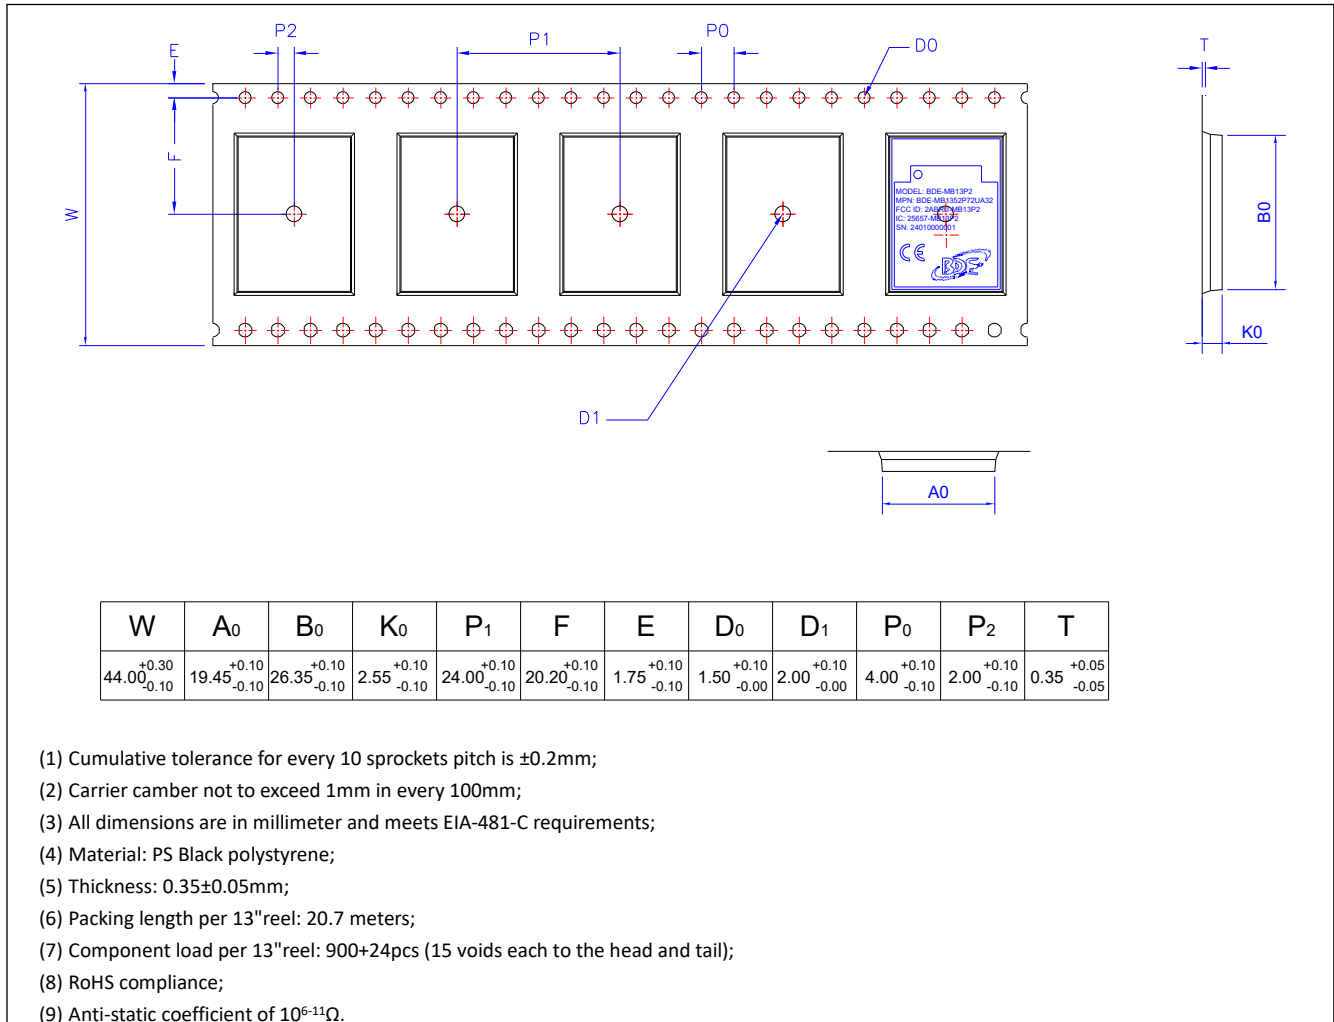 P2
P1
P0
D0
E
T
F
W
B0
MODEL: BDE-MB13P2
MPN: BDE-MB1352P72UA32
FCC ID: 2ABRU-MB13P2
IC: 25657-MB13P2
SN: 24010000001
CE
BDE
K0
D1
A0
W A0 B0 K0 P1 F E D0 D1 P0 P2 T
44.00 +0.30 -0.10 19.45 +0.10 -0.10 26.35 +0.10 -0.10 2.55 +0.10 -0.10 24.00 +0.10 -0.10 20.20 +0.10 -0.10 1.75 +0.10 -0.10 1.50 +0.10 -0.00 2.00 +0.10 -0.00 4.00 +0.10 -0.10 2.00 +0.10 -0.10 0.35 +0.05 -0.05
(1) Cumulative tolerance for every 10 sprockets pitch is ±0.2mm;
(2) Carrier camber not to exceed 1mm in every 100mm;
(3) All dimensions are in millimeter and meets EIA-481-C requirements;
(4) Material: PS Black polystyrene;
(5) Thickness: 0.35±0.05mm;
(6) Packing length per 13"reel: 20.7 meters;
(7) Component load per 13"reel: 900+24pcs (15 voids each to the head and tail);
(8) RoHS compliance;
(9) Anti-static coefficient of 10⁶⁻¹¹Ω.